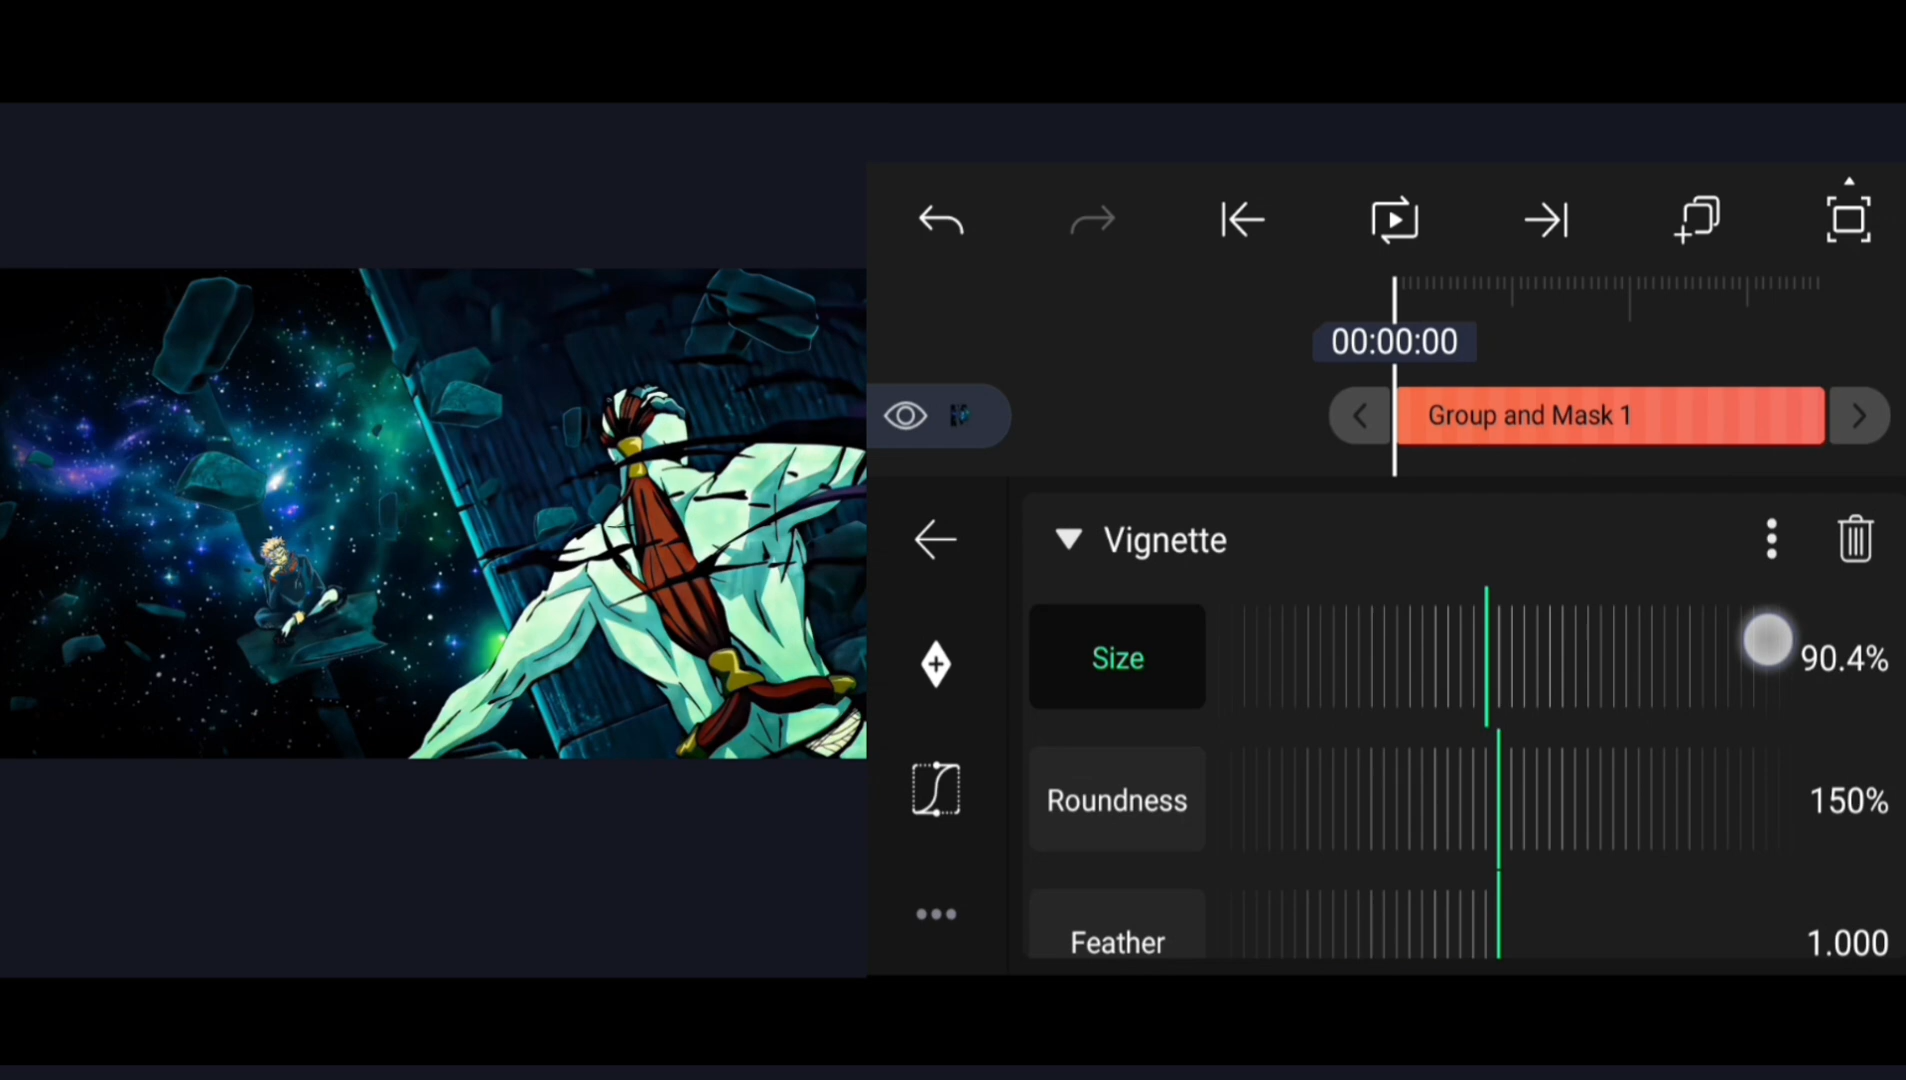 00:00:00
Group and Mask 1
Vignette
Size
90.4%
Roundness
150%
Feather
1.000